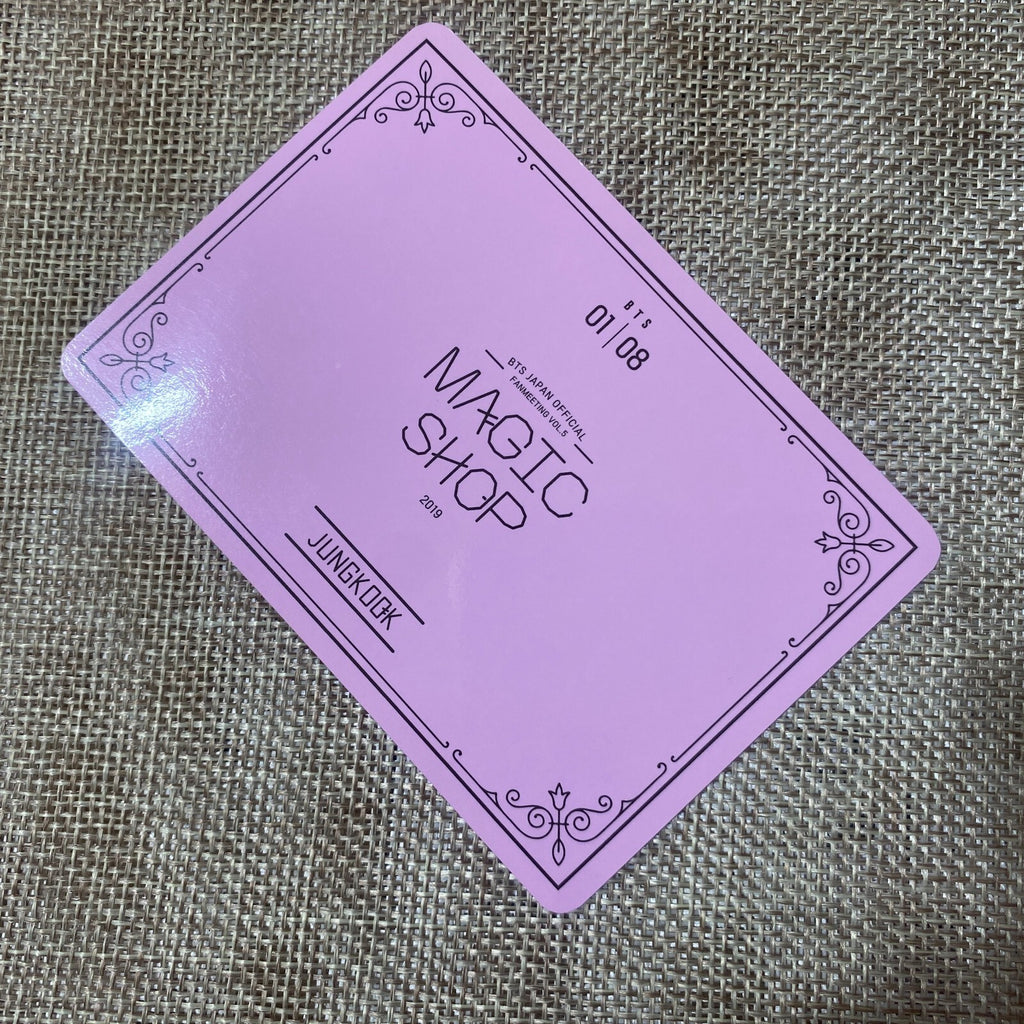 BTS
01|08
BTS JAPAN OFFICIAL
FANMEETING VOL.5
MAGIC
SHOP
2019
JUNGKOOK